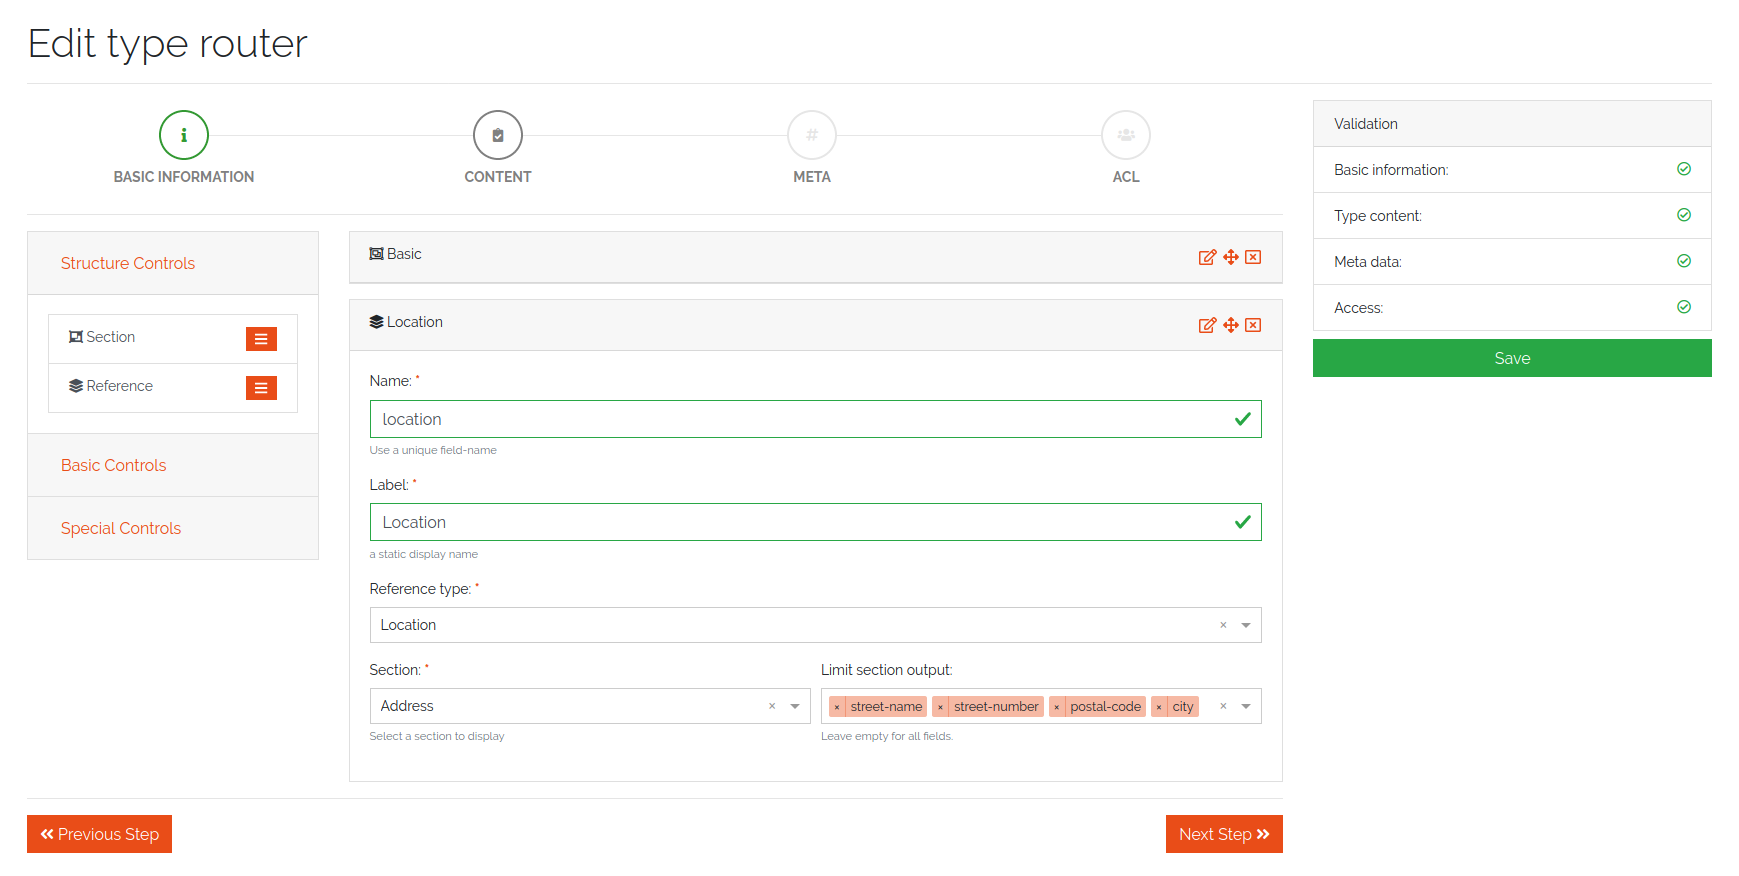 Edit type router
BASIC INFORMATION
CONTENT
META
ACL
Structure Controls
Section
Reference
Basic Controls
Special Controls
Basic
Location
Name: *
location
Use a unique field-name
Label: *
Location
a static display name
Reference type: *
Location
Section: *
Address
Select a section to display
Limit section output:
× street-name × street-number × postal-code × city
Leave empty for all fields.
Previous Step
Next Step
Validation
Basic information:
Type content:
Meta data:
Access:
Save